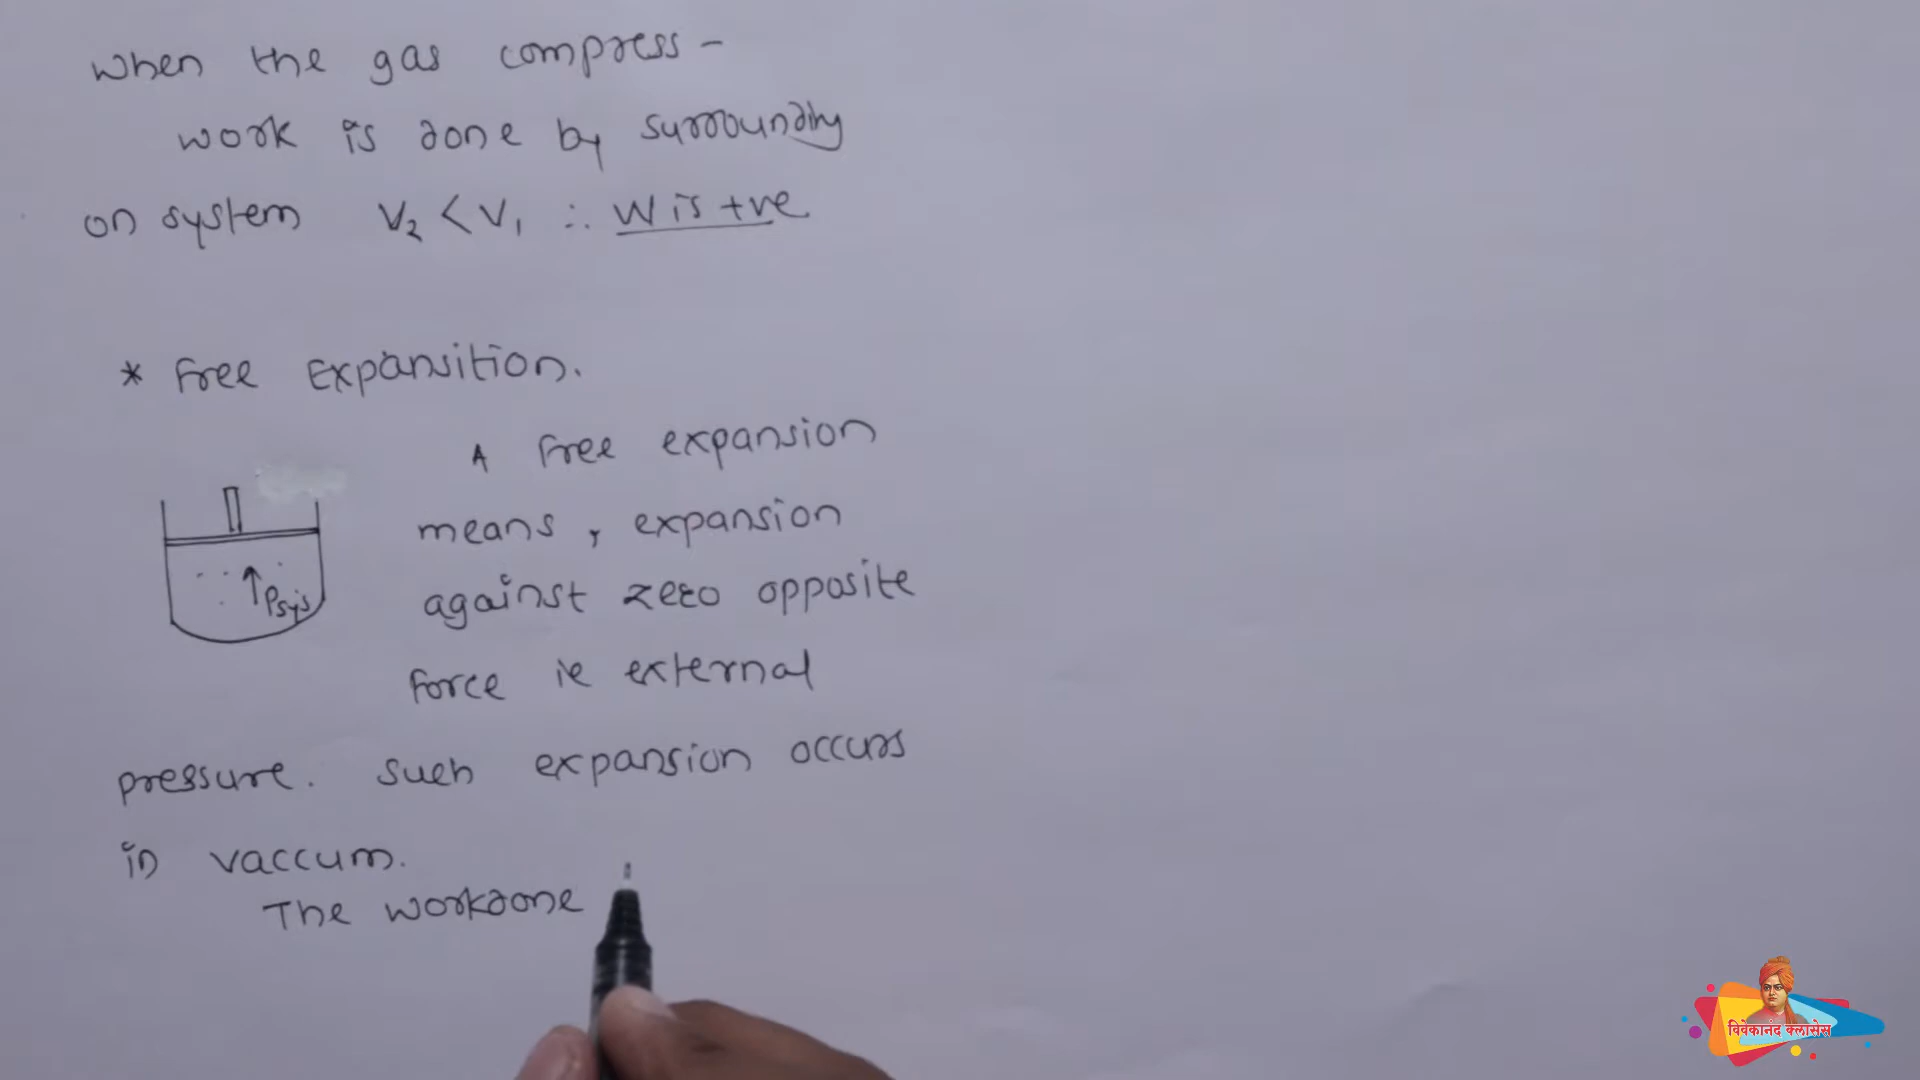 when the gas compress -
work is done by surrounding
on system V₂ < V₁ ∴ W is +ve
* Free Expansition.
A free expansion
means, expansion
against zero opposite
force ie external
pressure. Such expansion occurs
in vaccum.
The workdone
Psys
विवेकानंद क्लासेस